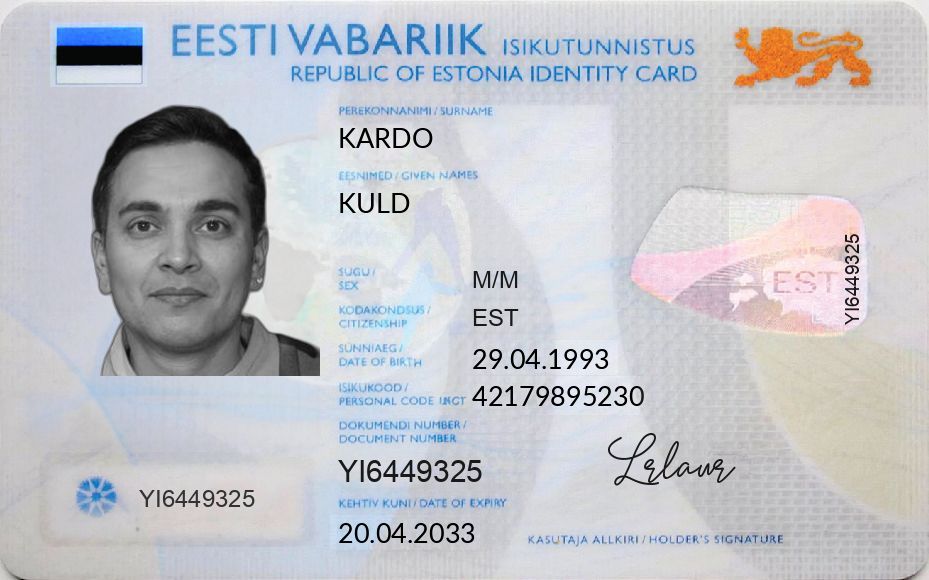 EESTI VABARIIK ISIKUTUNNISTUS
REPUBLIC OF ESTONIA IDENTITY CARD
PEREKONNANIMI / SURNAME
KARDO
EESNIMED / GIVEN NAMES
KULD
SUGU /
SEX
M/M
KODAKONDSUS /
CITIZENSHIP
EST
SÜNNIAEG /
DATE OF BIRTH
29.04.1993
ISIKUKOOD /
PERSONAL CODE
42179895230
DOKUMENDI NUMBER /
DOCUMENT NUMBER
YI6449325
KEHTIV KUNI / DATE OF EXPIRY
20.04.2033
YI6449325
EST
YI6449325
KASUTAJA ALLKIRI / HOLDER'S SIGNATURE